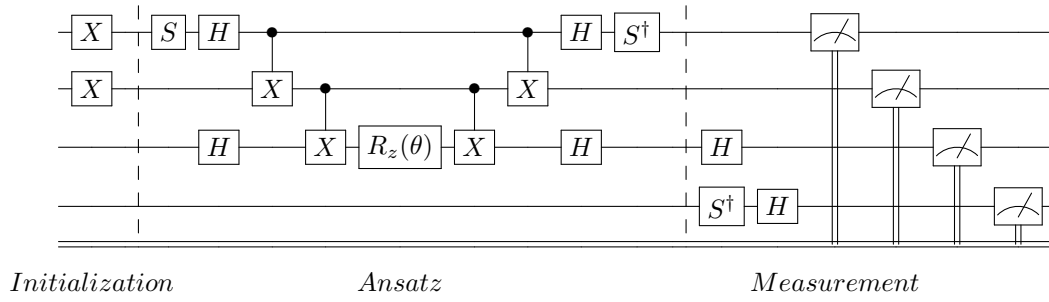 X S H H S†
X X X
H X R_z(θ) X H H
S† H
Initialization Ansatz Measurement